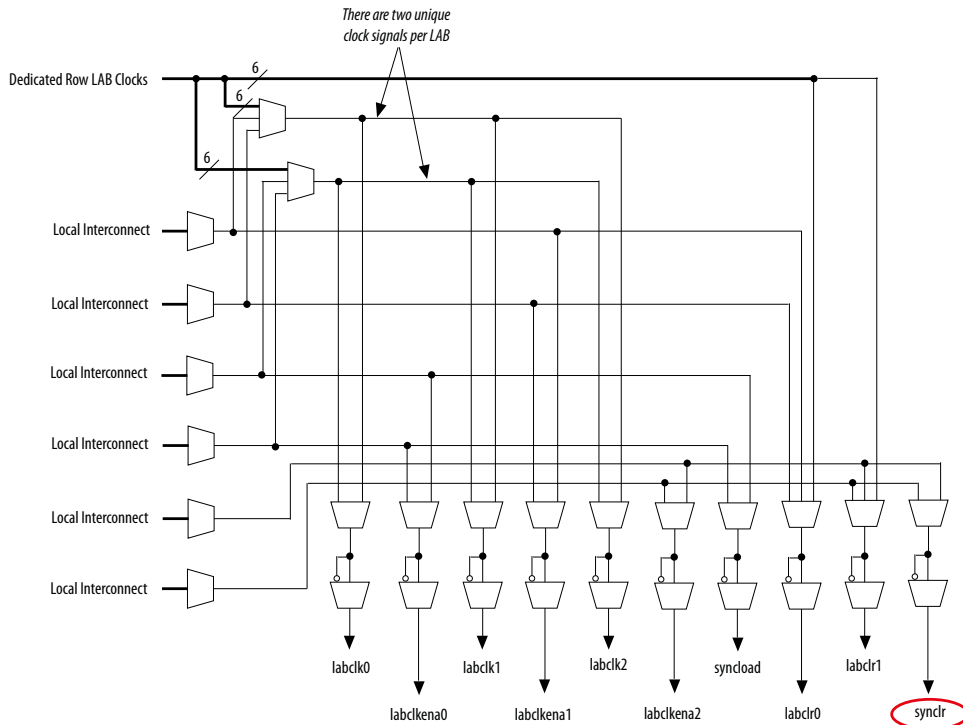 There are two unique
clock signals per LAB
Dedicated Row LAB Clocks
6
6
6
Local Interconnect
Local Interconnect
Local Interconnect
Local Interconnect
Local Interconnect
Local Interconnect
labclk0
labclk1
labclk2
syncload
labclr1
labclkena0
labclkena1
labclkena2
labclr0
synclr